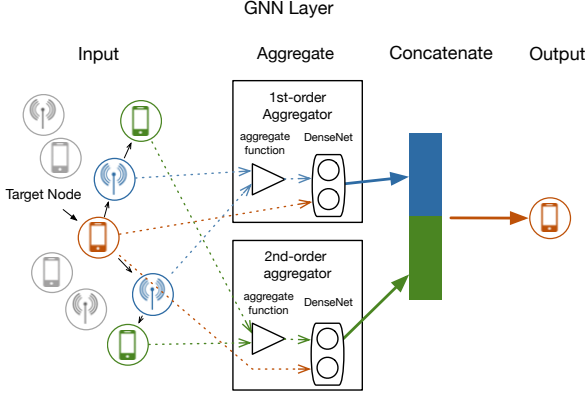 GNN Layer
Input
Aggregate
Concatenate
Output
1st-order
Aggregator
aggregate
function
DenseNet
Target Node
2nd-order
aggregator
aggregate
function
DenseNet